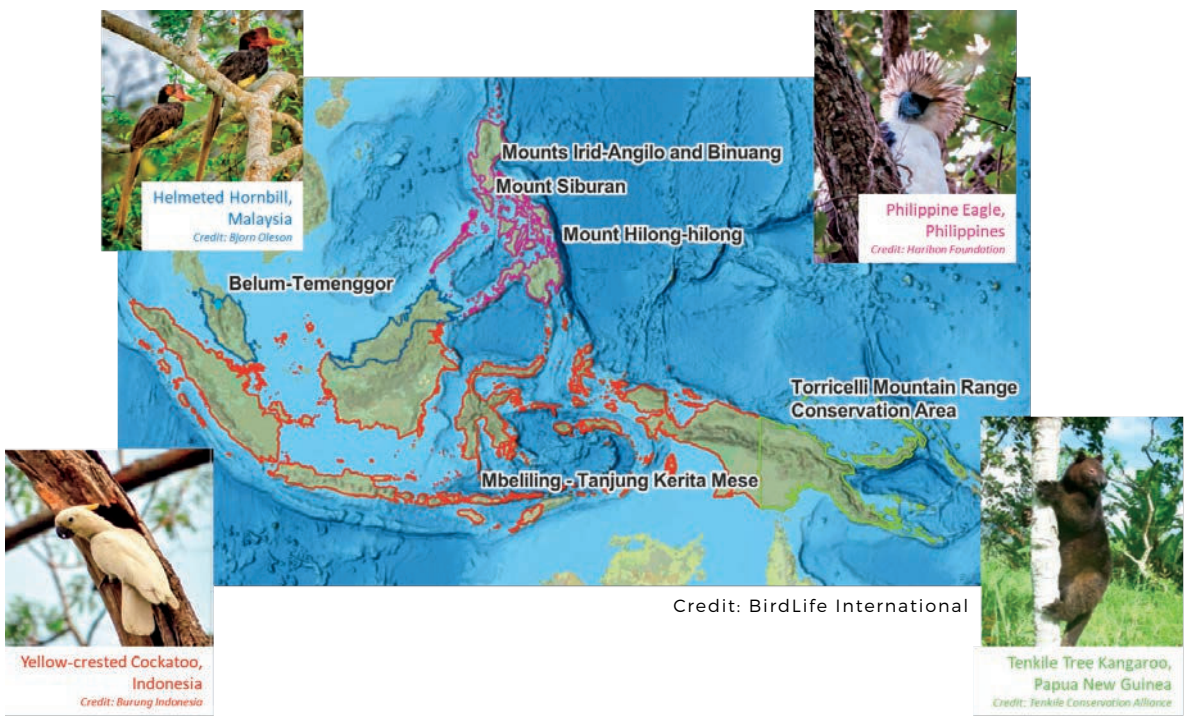 Helmeted Hornbill,
Malaysia
Credit: Bjorn Oleson
Philippine Eagle,
Philippines
Credit: Haribon Foundation
Mounts Irid-Angilo and Binuang
Mount Siburan
Mount Hilong-hilong
Belum-Temenggor
Torricelli Mountain Range
Conservation Area
Mbeliling - Tanjung Kerita Mese
Yellow-crested Cockatoo,
Indonesia
Credit: Burung Indonesia
Credit: BirdLife International
Tenkile Tree Kangaroo,
Papua New Guinea
Credit: Tenkile Conservation Alliance